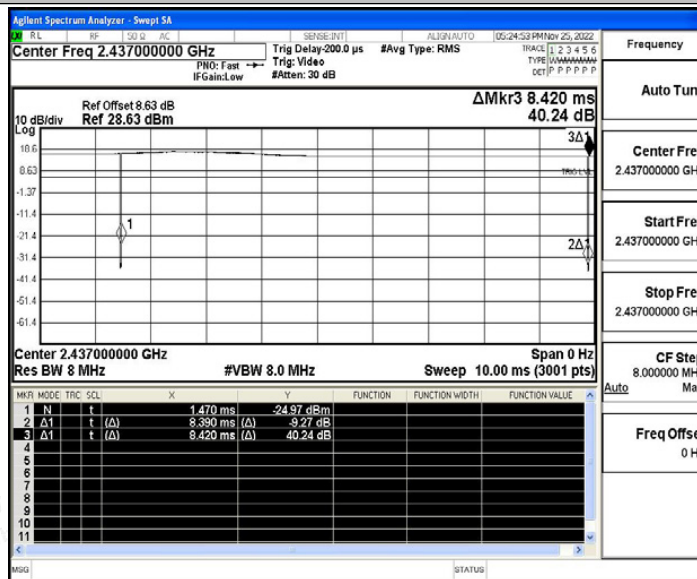 Agilent Spectrum Analyzer - Swept SA
RL RF 50 Ω AC SENSE:INT ALIGNAUTO 05:24:53 PM Nov 25, 2022
Center Freq 2.437000000 GHz
PNO: Fast
IFGain:Low
Trig Delay-200.0 µs
Trig: Video
#Atten: 30 dB
#Avg Type: RMS
TRACE 1 2 3 4 5 6
TYPE
DET P P P P P P
Ref Offset 8.63 dB
10 dB/div Ref 28.63 dBm
Log
ΔMkr3 8.420 ms
40.24 dB
18.6
8.63
-1.37
-11.4
-21.4
-31.4
-41.4
-51.4
-61.4
3Δ1
TRIG LVL
1
2Δ1
Center 2.437000000 GHz Span 0 Hz
Res BW 8 MHz #VBW 8.0 MHz Sweep 10.00 ms (3001 pts)
MKR MODE TRC SCL X Y FUNCTION FUNCTION WIDTH FUNCTION VALUE
1 N t 1.470 ms -24.97 dBm
2 Δ1 t (Δ) 8.390 ms (Δ) -9.27 dB
3 Δ1 t (Δ) 8.420 ms (Δ) 40.24 dB
4
5
6
7
8
9
10
11
MSG STATUS
Frequency
Auto Tun
Center Fre
2.437000000 GH
Start Fre
2.437000000 GH
Stop Fre
2.437000000 GH
CF Ste
8.000000 MH
Auto Ma
Freq Offse
0 H